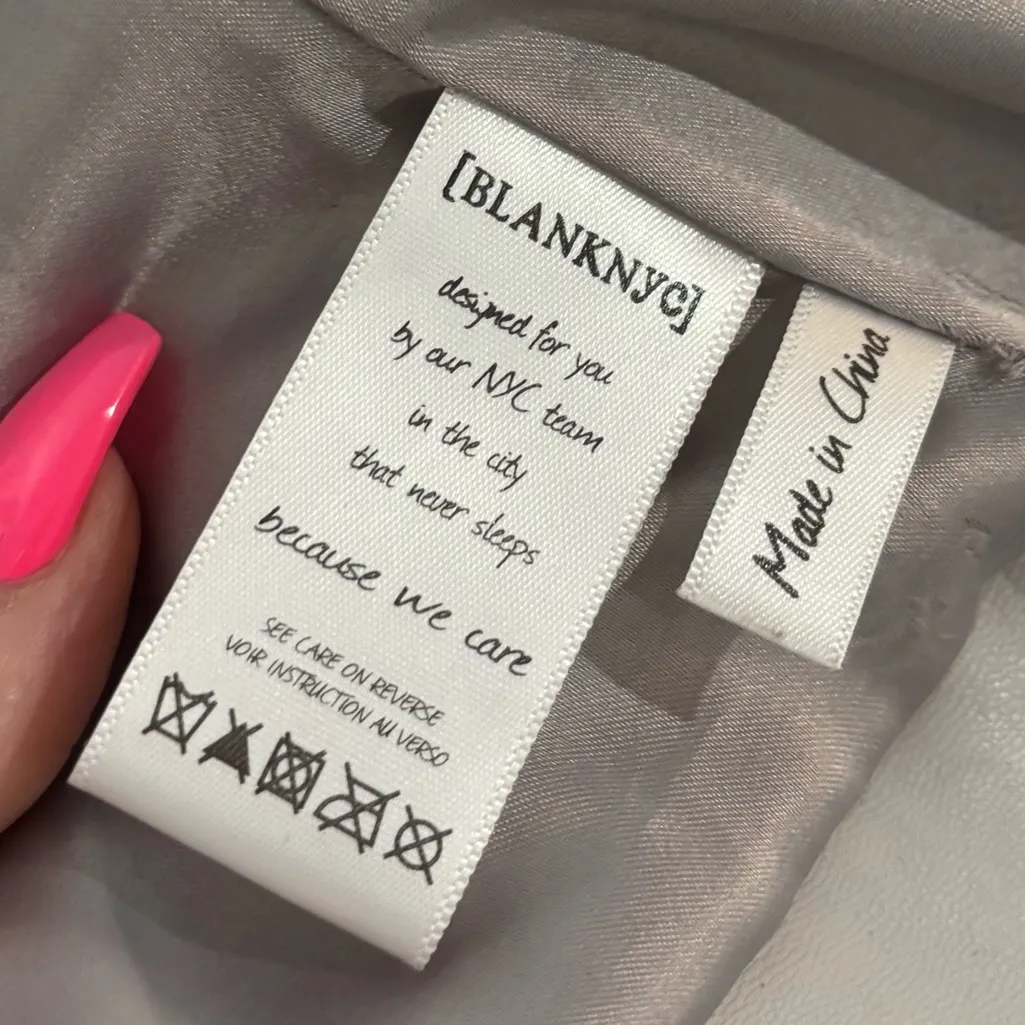 [BLANKNYC]
designed for you
by our NYC team
in the city
that never sleeps
because we care
SEE CARE ON REVERSE
VOIR INSTRUCTION AU VERSO
Made in China